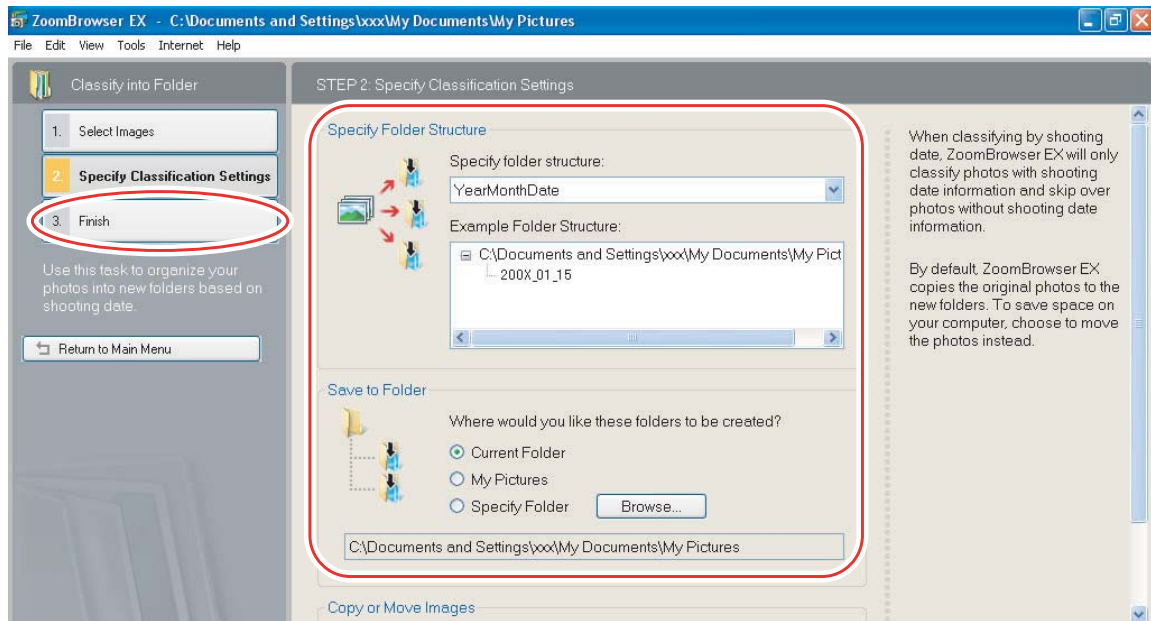 ZoomBrowser EX - C:\Documents and Settings\xxx\My Documents\My Pictures
File Edit View Tools Internet Help
Classify into Folder
1. Select Images
2. Specify Classification Settings
3. Finish
Use this task to organize your
photos into new folders based on
shooting date.
Return to Main Menu
STEP 2: Specify Classification Settings
Specify Folder Structure
Specify folder structure:
YearMonthDate
Example Folder Structure:
C:\Documents and Settings\xxx\My Documents\My Pict
200X_01_15
Save to Folder
Where would you like these folders to be created?
Current Folder
My Pictures
Specify Folder Browse...
C:\Documents and Settings\xxx\My Documents\My Pictures
Copy or Move Images
When classifying by shooting
date, ZoomBrowser EX will only
classify photos with shooting
date information and skip over
photos without shooting date
information.
By default, ZoomBrowser EX
copies the original photos to the
new folders. To save space on
your computer, choose to move
the photos instead.